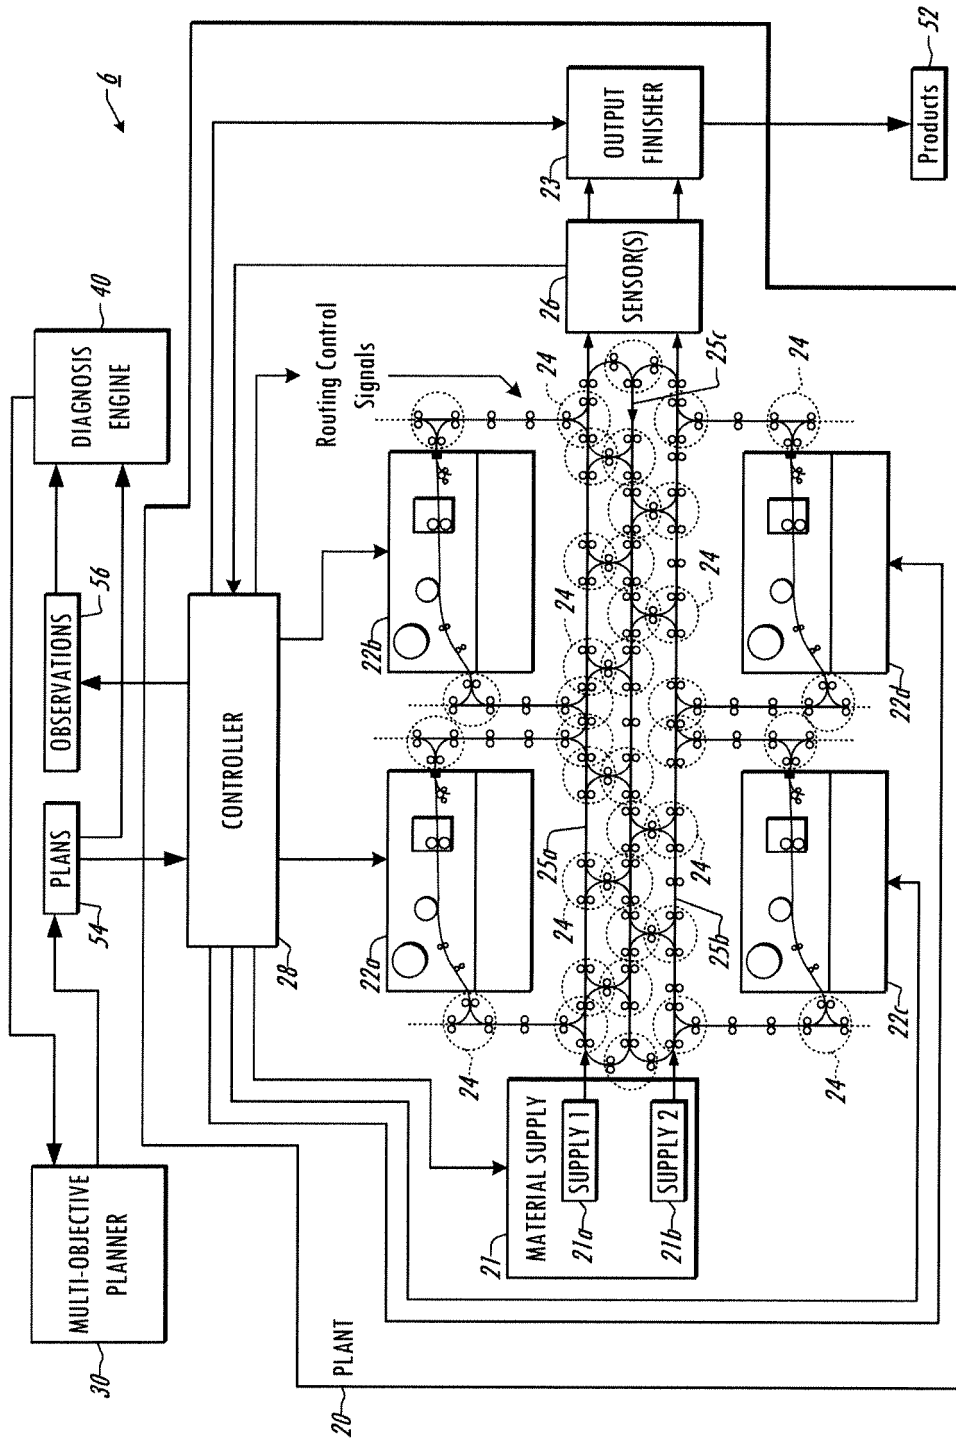 6
MULTI-OBJECTIVE
PLANNER
30
PLANS
54
OBSERVATIONS
56
DIAGNOSIS
ENGINE
40
20
PLANT
CONTROLLER
28
Routing Control
Signals
22a
22b
24
24
24
24
MATERIAL SUPPLY
21
SUPPLY 1
21a
SUPPLY 2
21b
25a
25b
25c
SENSOR(S)
26
OUTPUT
FINISHER
23
24
24
24
24
22c
22d
Products
52